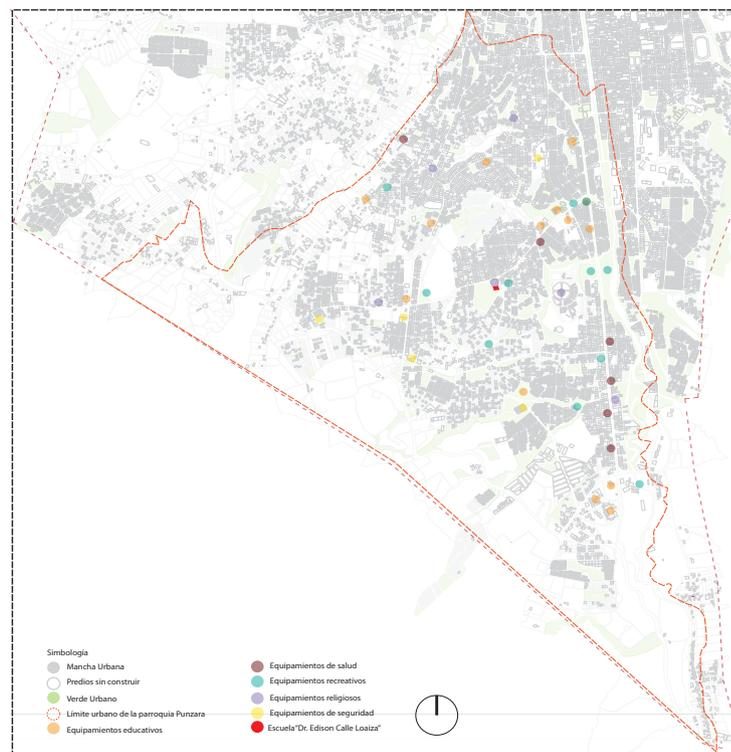 Simbología
Mancha Urbana
Predios sin construir
Verde Urbano
Límite urbano de la parroquia Punzara
Equipamientos educativos
Equipamientos de salud
Equipamientos recreativos
Equipamientos religiosos
Equipamientos de seguridad
Escuela"Dr. Edison Calle Loaiza"